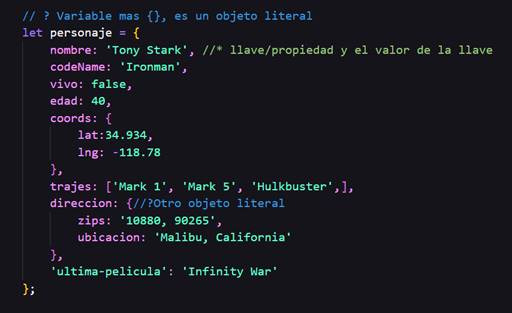 // ? Variable mas {}, es un objeto literal
let personaje = {
    nombre: 'Tony Stark', //* llave/propiedad y el valor de la llave
    codeName: 'Ironman',
    vivo: false,
    edad: 40,
    coords: {
        lat:34.934,
        lng: -118.78
    },
    trajes: ['Mark 1', 'Mark 5', 'Hulkbuster',],
    direccion: {//?Otro objeto literal
        zips: '10880, 90265',
        ubicacion: 'Malibu, California'
    },
    'ultima-pelicula': 'Infinity War'
};